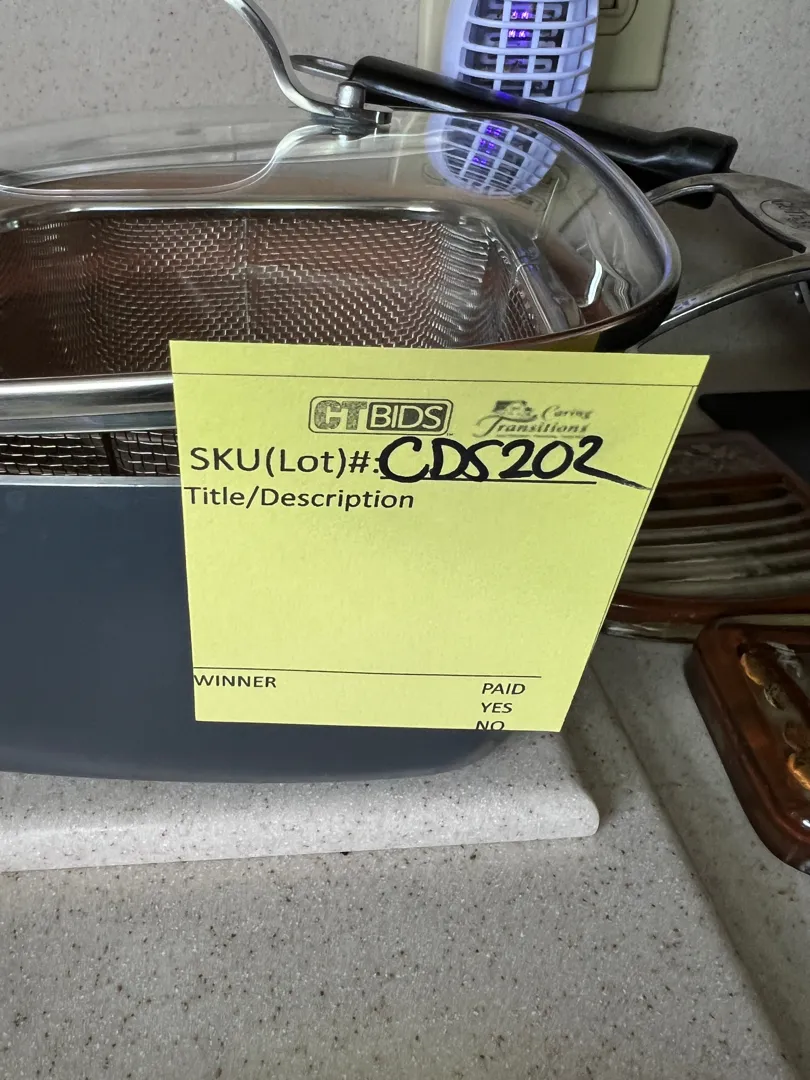 CTBIDS Caring Transitions
SKU(Lot)#: CDS202
Title/Description
WINNER
PAID
YES
NO